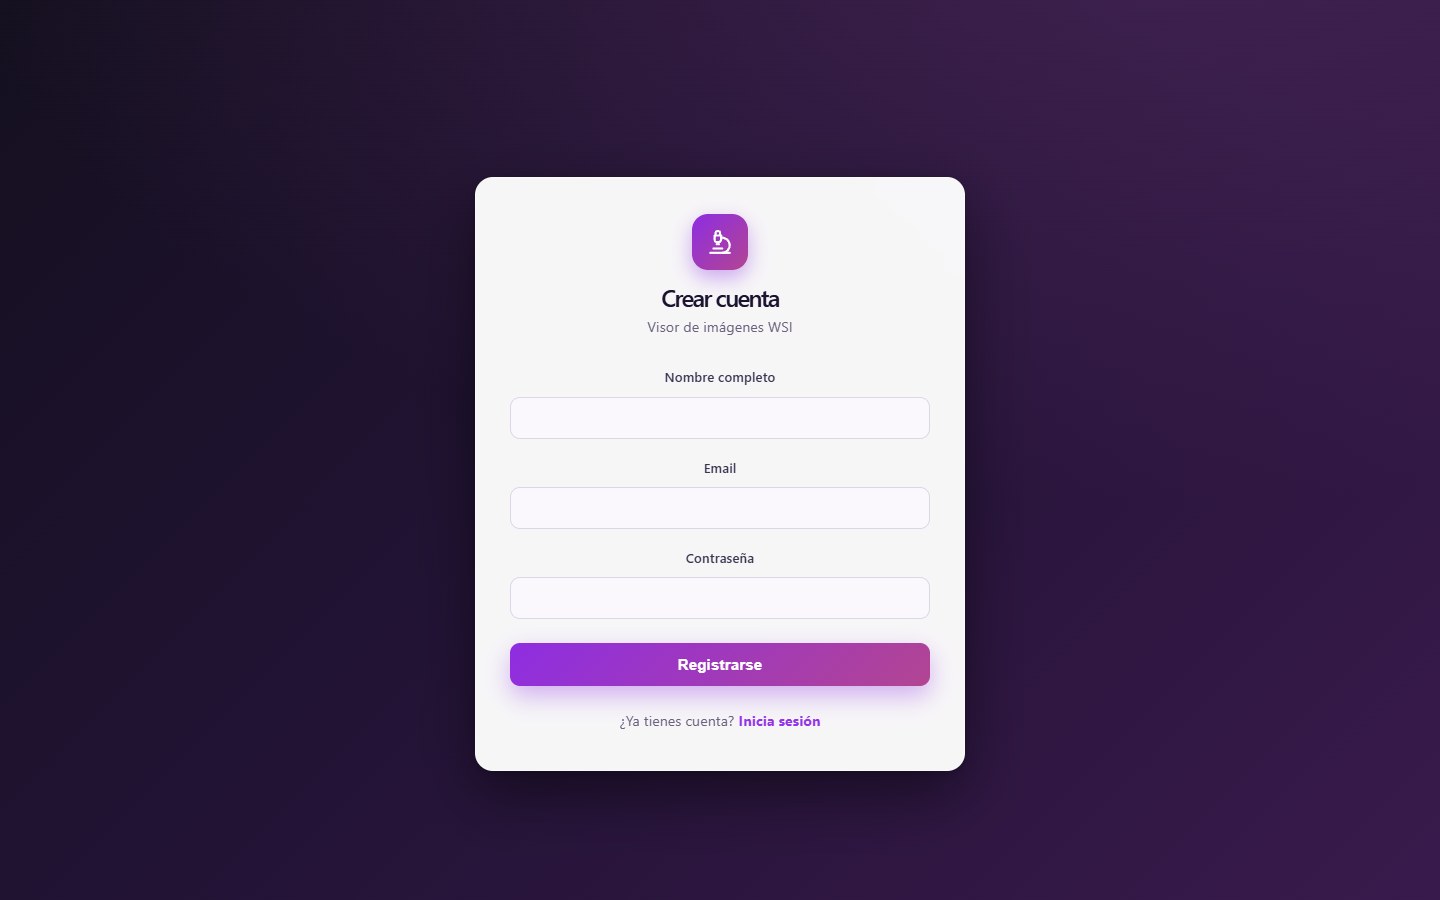 Crear cuenta
Visor de imágenes WSI
Nombre completo
Email
Contraseña
Registrarse
¿Ya tienes cuenta? Inicia sesión